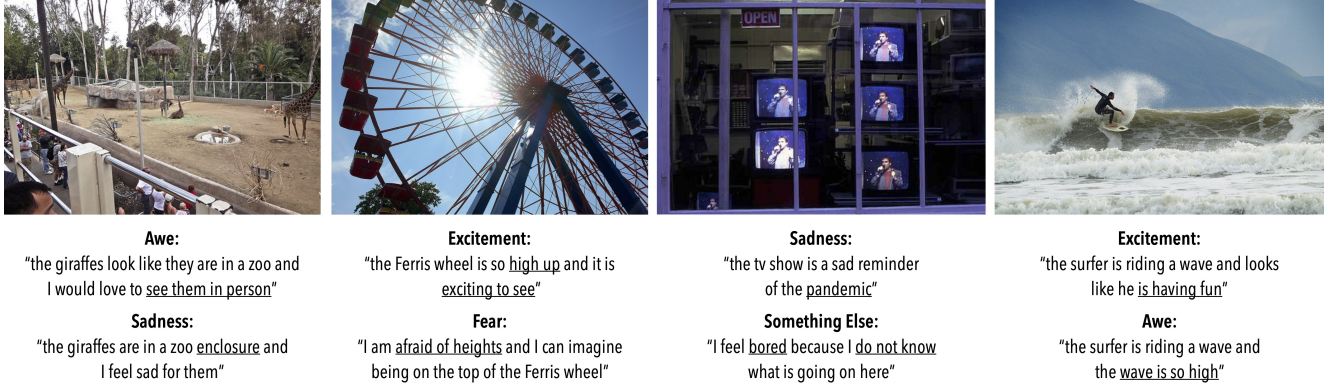 OPEN
Awe:
“the giraffes look like they are in a zoo and
I would love to see them in person”
Sadness:
“the giraffes are in a zoo enclosure and
I feel sad for them”
Excitement:
“the Ferris wheel is so high up and it is
exciting to see”
Fear:
“I am afraid of heights and I can imagine
being on the top of the Ferris wheel”
Sadness:
“the tv show is a sad reminder
of the pandemic”
Something Else:
“I feel bored because I do not know
what is going on here”
Excitement:
“the surfer is riding a wave and looks
like he is having fun”
Awe:
“the surfer is riding a wave and
the wave is so high”